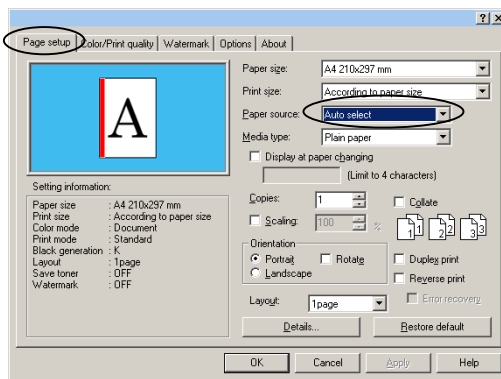 Page setup Color/Print quality Watermark Options About
Paper size: A4 210x297 mm
Print size: According to paper size
Paper source: Auto select
Media type: Plain paper
Display at paper changing
(Limit to 4 characters)
A
Setting information:
Paper size : A4 210x297 mm
Print size : According to paper size
Color mode : Document
Print mode : Standard
Black generation : K
Layout : 1page
Save toner : OFF
Watermark : OFF
Copies: 1 Collate
Scaling: 100 %
1 1 2 2 3 3
Orientation
Portrait Rotate
Landscape
Duplex print
Reverse print
Error recovery
Layout: 1page
Details... Restore default
OK Cancel Apply Help